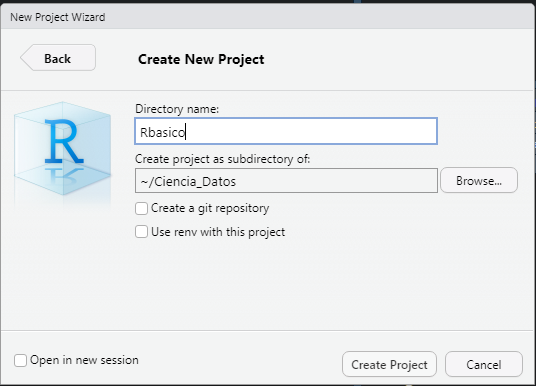 New Project Wizard
Back
Create New Project
R
Directory name:
Rbasico
Create project as subdirectory of:
~/Ciencia_Datos
Browse...
Create a git repository
Use renv with this project
Open in new session
Create Project
Cancel